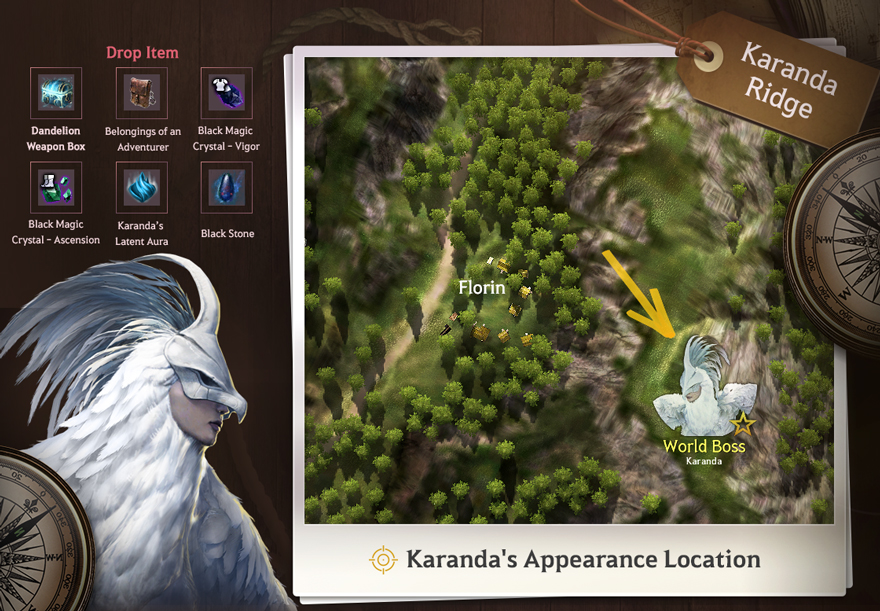 Drop Item
Dandelion
Weapon Box
Belongings of an
Adventurer
Black Magic
Crystal - Vigor
Black Magic
Crystal - Ascension
Karanda's
Latent Aura
Black Stone
Karanda
Ridge
Florin
World Boss
Karanda
Karanda's Appearance Location